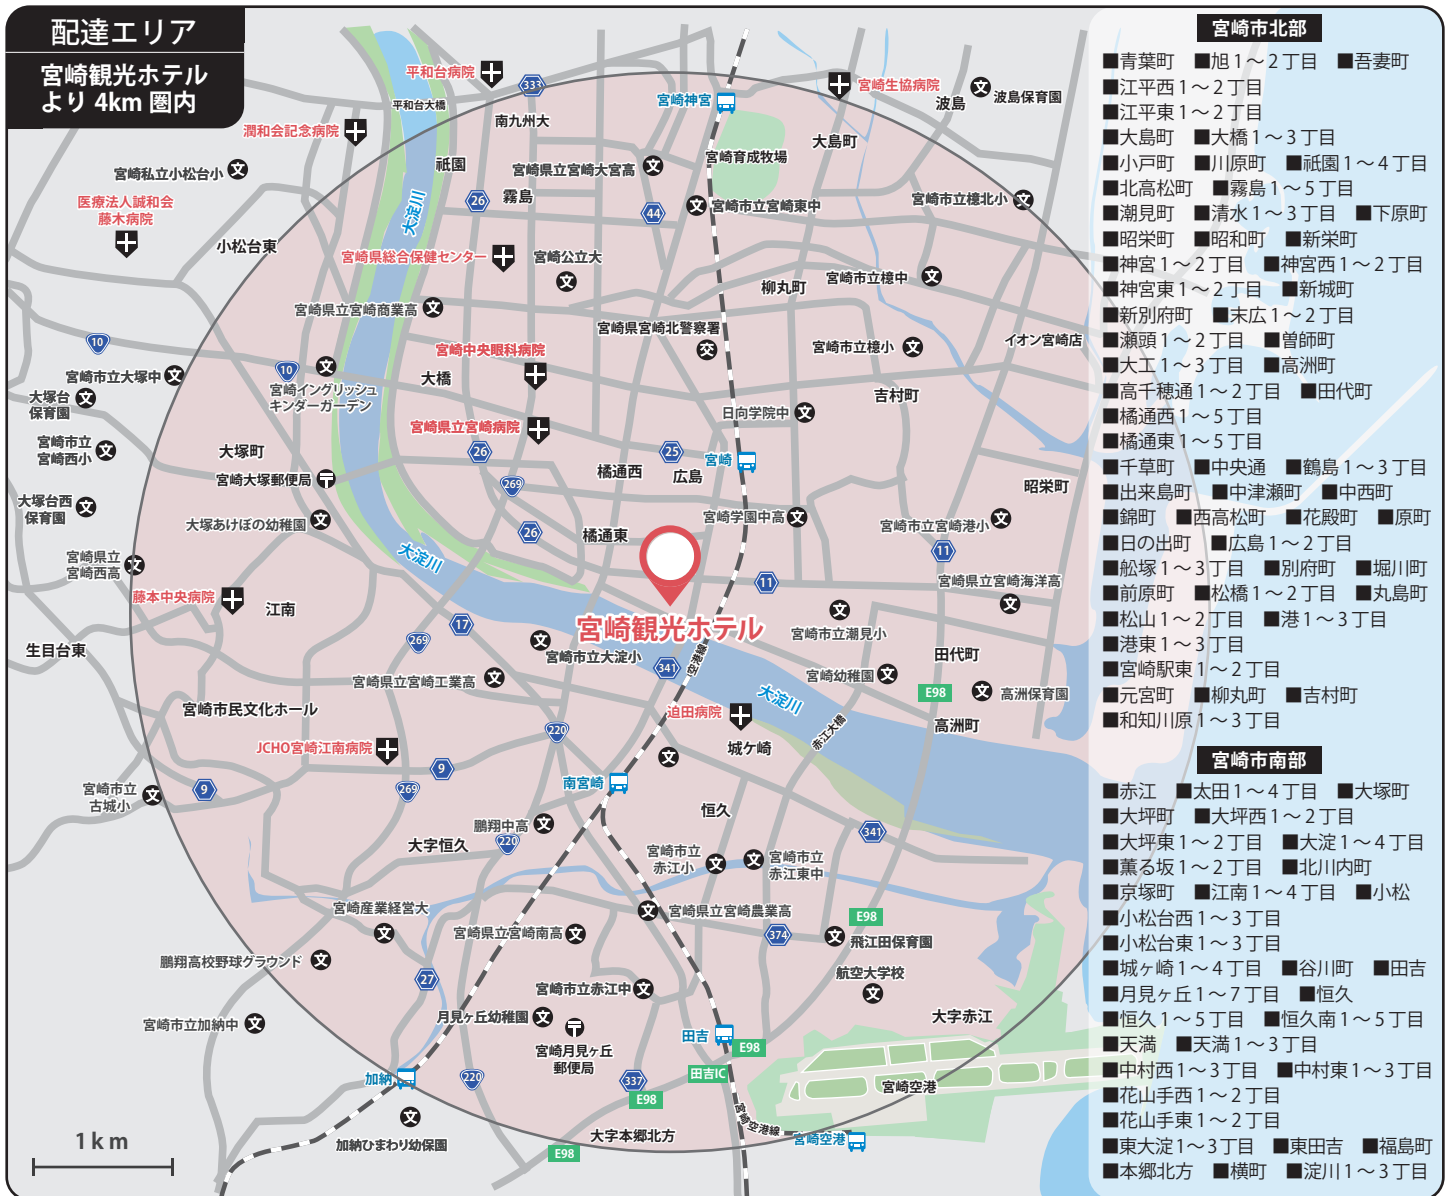 配達エリア
宮崎観光ホテル
より 4km 圏内
平和台病院
333
宮崎神宮
宮崎生協病院
波島
波島保育園
平和台大橋
潤和会記念病院
南九州大
大島町
祇園
宮崎県立宮崎大宮高
宮崎育成牧場
宮崎私立小松台小
26
霧島
44
宮崎市立宮崎東中
宮崎市立檍北小
医療法人誠和会
藤木病院
大淀川
小松台東
宮崎県総合保健センター
宮崎公立大
柳丸町
宮崎市立檍中
宮崎県立宮崎商業高
宮崎県宮崎北警察署
10
宮崎中央眼科病院
宮崎市立檍小
イオン宮崎店
10
宮崎市立大塚中
大橋
宮崎イングリッシュ
キンダーガーデン
大塚台
保育園
吉村町
日向学院中
宮崎県立宮崎病院
宮崎市立
宮崎西小
大塚町
26
25
宮崎
橘通西
広島
宮崎大塚郵便局
269
昭栄町
大塚台西
保育園
大塚あけぼの幼稚園
宮崎学園中高
宮崎市立宮崎港小
26
橘通東
大淀川
宮崎県立
宮崎西高
11
11
宮崎県立宮崎海洋高
藤本中央病院
江南
17
宮崎観光ホテル
宮崎市立潮見小
269
生目台東
宮崎市立大淀小
341
空港線
田代町
宮崎県立宮崎工業高
宮崎幼稚園
E98
高洲保育園
大淀川
宮崎市民文化ホール
迫田病院
高洲町
赤江大橋
JCHO宮崎江南病院
220
城ケ崎
9
南宮崎
宮崎市立
古城小
9
269
恒久
鵬翔中高
341
220
大字恒久
宮崎市立
赤江小
宮崎市立
赤江東中
宮崎産業経営大
宮崎県立宮崎農業高
E98
宮崎県立宮崎南高
374
飛江田保育園
鵬翔高校野球グラウンド
27
航空大学校
宮崎市立赤江中
宮崎市立加納中
月見ヶ丘幼稚園
大字赤江
宮崎月見ヶ丘
郵便局
田吉
E98
加納
220
337
田吉IC
宮崎空港
E98
宮崎空港線
加納ひまわり幼保園
大字本郷北方
宮崎空港
E98
1km
宮崎市北部
■青葉町 ■旭1～2丁目 ■吾妻町
■江平西1～2丁目
■江平東1～2丁目
■大島町 ■大橋1～3丁目
■小戸町 ■川原町 ■祇園1～4丁目
■北高松町 ■霧島1～5丁目
■潮見町 ■清水1～3丁目 ■下原町
■昭栄町 ■昭和町 ■新栄町
■神宮1～2丁目 ■神宮西1～2丁目
■神宮東1～2丁目 ■新城町
■新別府町 ■末広1～2丁目
■瀬頭1～2丁目 ■曽師町
■大工1～3丁目 ■高洲町
■高千穂通1～2丁目 ■田代町
■橘通西1～5丁目
■橘通東1～5丁目
■千草町 ■中央通 ■鶴島1～3丁目
■出来島町 ■中津瀬町 ■中西町
■錦町 ■西高松町 ■花殿町 ■原町
■日の出町 ■広島1～2丁目
■舩塚1～3丁目 ■別府町 ■堀川町
■前原町 ■松橋1～2丁目 ■丸島町
■松山1～2丁目 ■港1～3丁目
■港東1～3丁目
■宮崎駅東1～2丁目
■元宮町 ■柳丸町 ■吉村町
■和知川原1～3丁目
宮崎市南部
■赤江 ■太田1～4丁目 ■大塚町
■大坪町 ■大坪西1～2丁目
■大坪東1～2丁目 ■大淀1～4丁目
■薫る坂1～2丁目 ■北川内町
■京塚町 ■江南1～4丁目 ■小松
■小松台西1～3丁目
■小松台東1～3丁目
■城ヶ崎1～4丁目 ■谷川町 ■田吉
■月見ヶ丘1～7丁目 ■恒久
■恒久1～5丁目 ■恒久南1～5丁目
■天満 ■天満1～3丁目
■中村西1～3丁目 ■中村東1～3丁目
■花山手西1～2丁目
■花山手東1～2丁目
■東大淀1～3丁目 ■東田吉 ■福島町
■本郷北方 ■横町 ■淀川1～3丁目